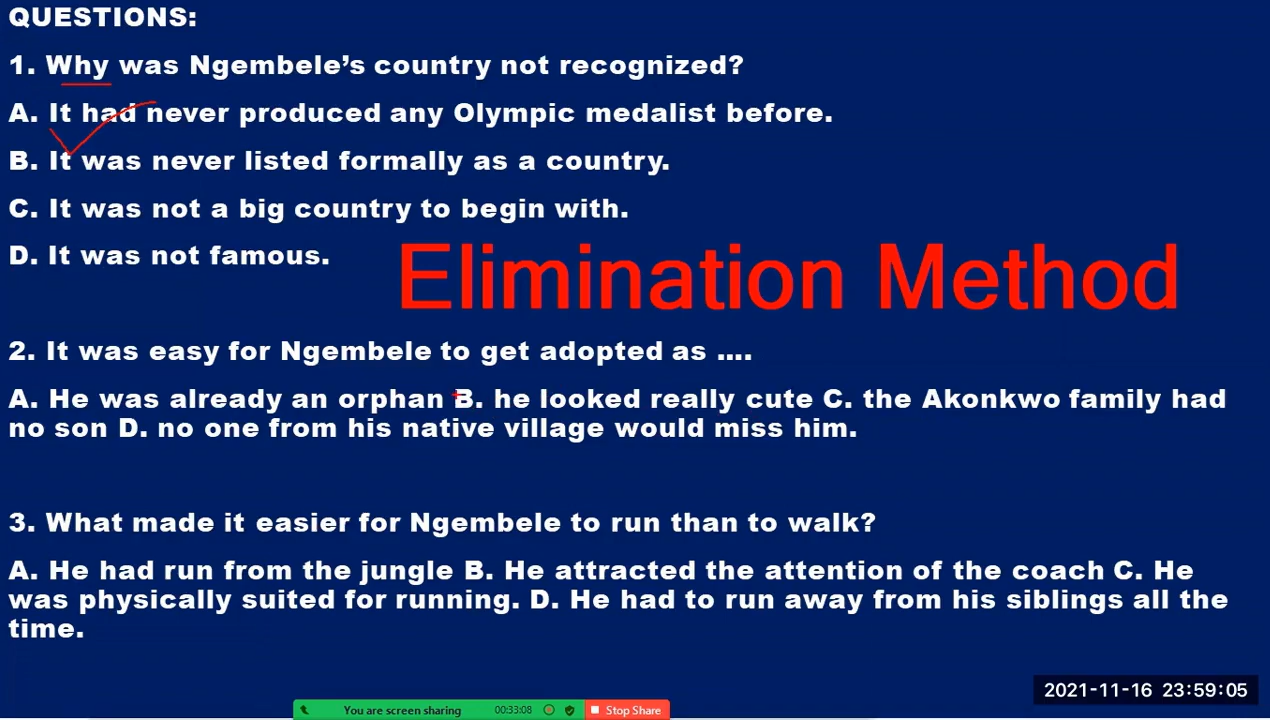 QUESTIONS:
1. Why was Ngembele’s country not recognized?
A. It had never produced any Olympic medalist before.
B. It was never listed formally as a country.
C. It was not a big country to begin with.
D. It was not famous.
Elimination Method
2. It was easy for Ngembele to get adopted as ....
A. He was already an orphan B. he looked really cute C. the Akonkwo family had
no son D. no one from his native village would miss him.
3. What made it easier for Ngembele to run than to walk?
A. He had run from the jungle B. He attracted the attention of the coach C. He
was physically suited for running. D. He had to run away from his siblings all the
time.
2021-11-16 23:59:05
You are screen sharing 00:33:08 Stop Share